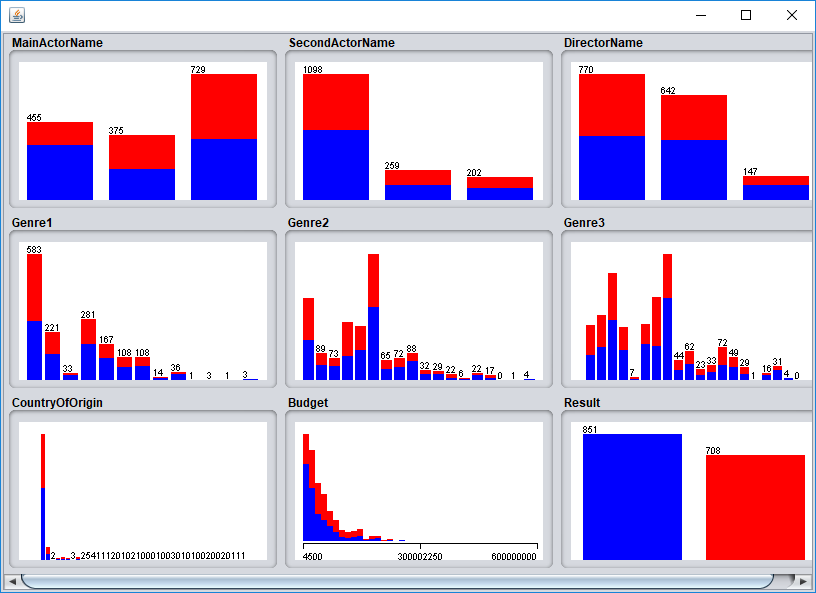 MainActorName SecondActorName DirectorName
455 375 729 1098 259 202 770 642 147
Genre1 Genre2 Genre3
583 221 33 281 167 108 108 14 36 1 3 1 3
89 73 65 72 88 32 29 22 6 22 17 0 1 4
7 44 62 23 33 72 49 29 1 16 31 4 0
CountryOfOrigin Budget Result
2 3 254111201021000100301010020020111
4500 300002250 600000000
851 708